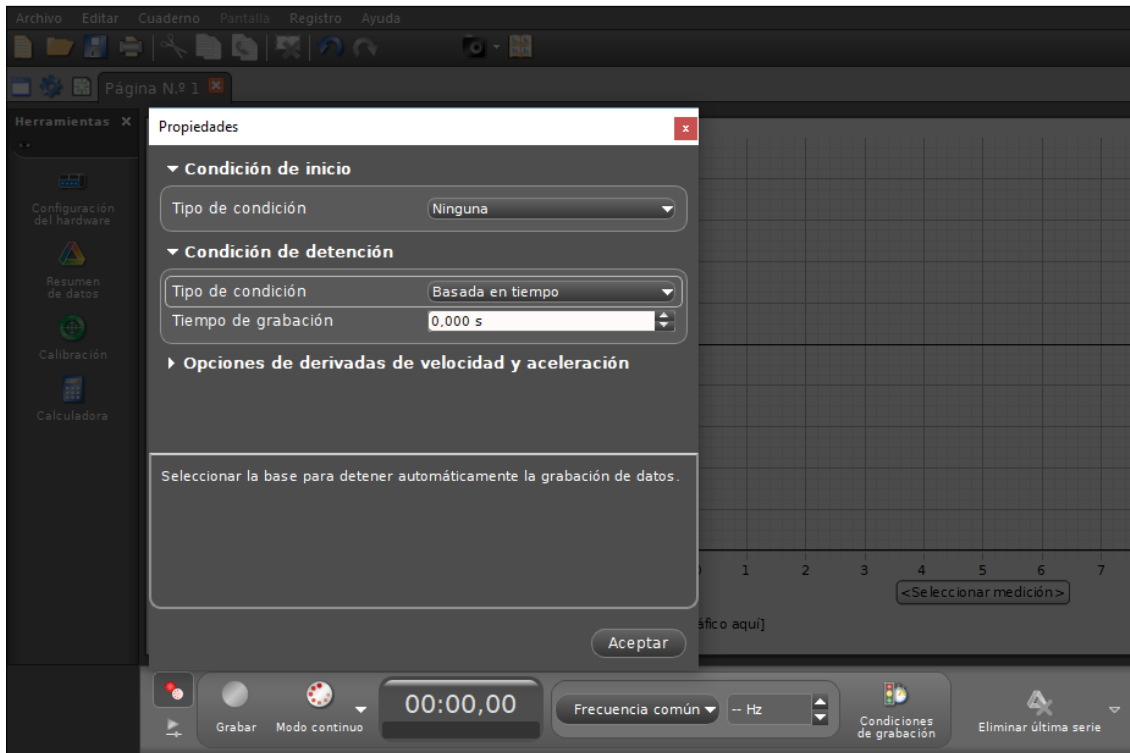 Archivo Editar Cuaderno Pantalla Registro Ayuda
Página N.º 1
Herramientas
Configuración
del hardware
Resumen
de datos
Calibración
Calculadora
Propiedades
Condición de inicio
Tipo de condición Ninguna
Condición de detención
Tipo de condición Basada en tiempo
Tiempo de grabación 0,000 s
Opciones de derivadas de velocidad y aceleración
Seleccionar la base para detener automáticamente la grabación de datos.
Aceptar
1 2 3 4 5 6 7
<Seleccionar medición>
áfico aquí]
Grabar Modo continuo 00:00,00 Frecuencia común -- Hz
Condiciones
de grabación
Eliminar última serie